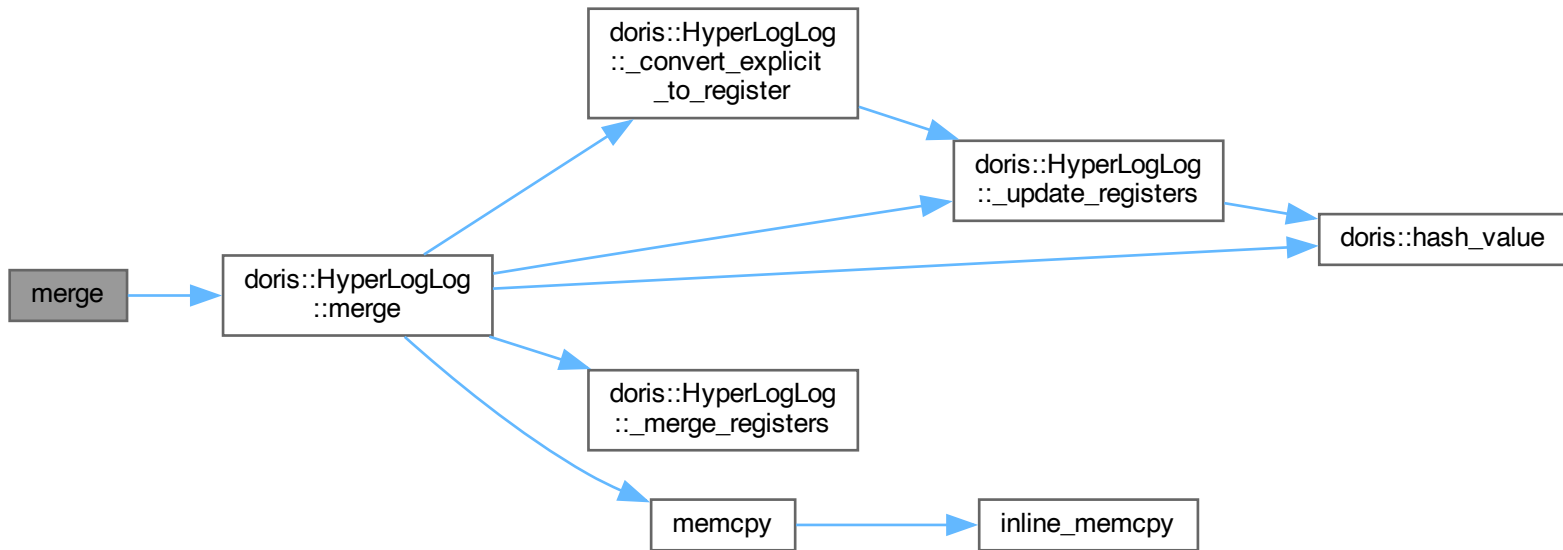 merge
doris::HyperLogLog
::merge
doris::HyperLogLog
::_convert_explicit
_to_register
doris::HyperLogLog
::_update_registers
doris::hash_value
doris::HyperLogLog
::_merge_registers
memcpy
inline_memcpy